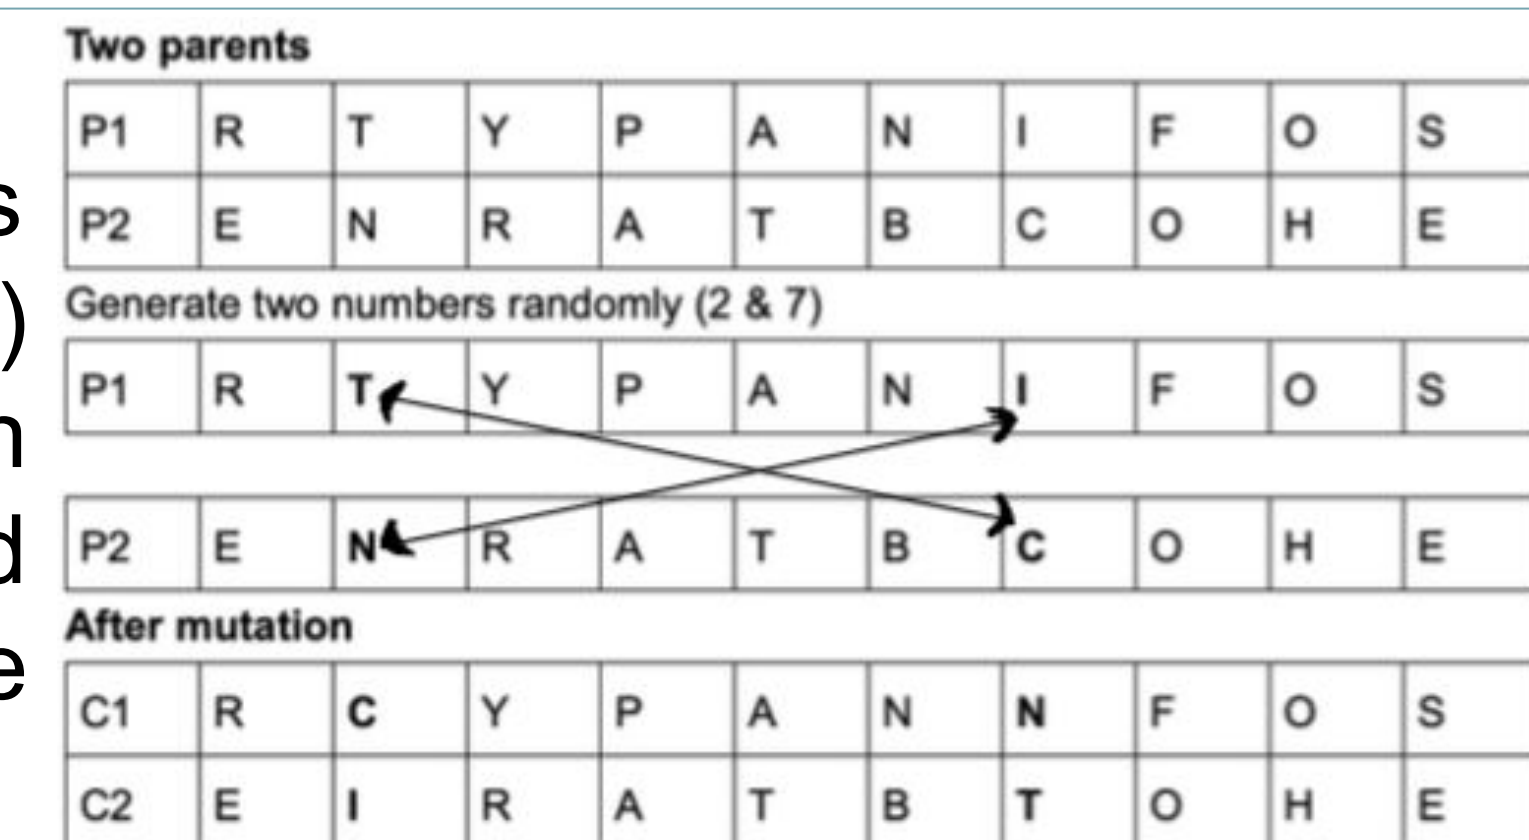 Two parents
P1 R T Y P A N I F O S
P2 E N R A T B C O H E
Generate two numbers randomly (2 & 7)
P1 R T Y P A N I F O S
P2 E N R A T B C O H E
After mutation
C1 R C Y P A N N F O S
C2 E I R A T B T O H E
s
)
n
d
e